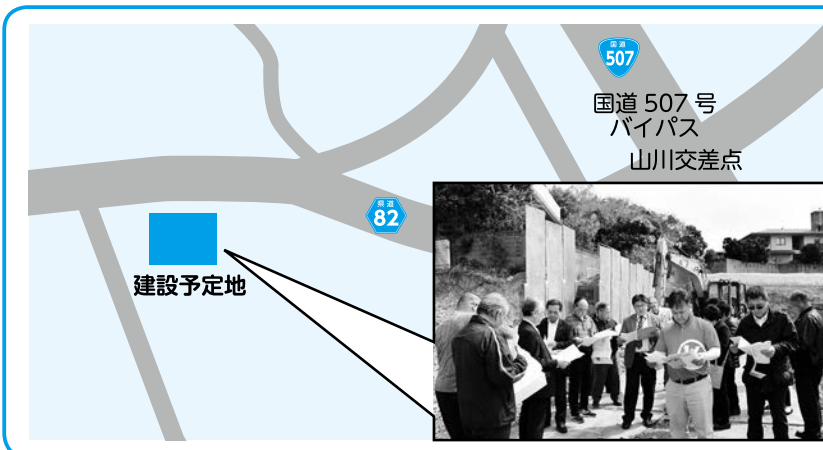 国道
507
国道 507 号
バイパス
山川交差点
県道
82
建設予定地